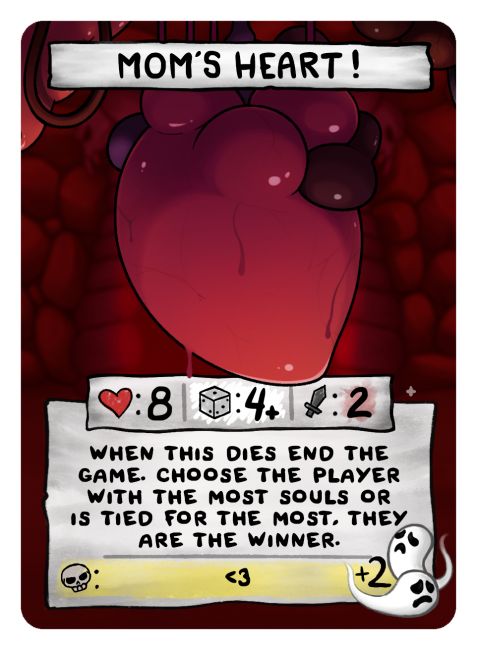 MOM'S HEART!
:8 :4+ :2
WHEN THIS DIES END THE
GAME. CHOOSE THE PLAYER
WITH THE MOST SOULS OR
IS TIED FOR THE MOST. THEY
ARE THE WINNER.
: <3 +2